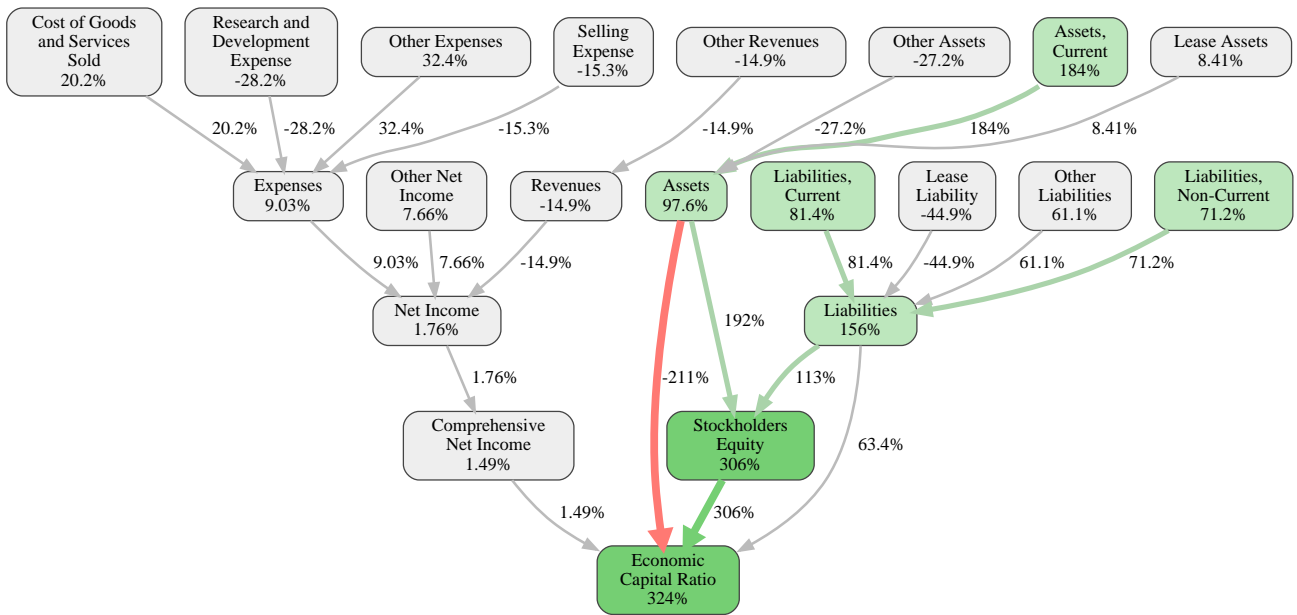 Cost of Goods
and Services
Sold
20.2%
Research and
Development
Expense
-28.2%
Other Expenses
32.4%
Selling
Expense
-15.3%
Other Revenues
-14.9%
Other Assets
-27.2%
Assets,
Current
184%
Lease Assets
8.41%
20.2%
-28.2%
32.4%
-15.3%
-14.9%
-27.2%
184%
8.41%
Expenses
9.03%
Other Net
Income
7.66%
Revenues
-14.9%
Assets
97.6%
Liabilities,
Current
81.4%
Lease
Liability
-44.9%
Other
Liabilities
61.1%
Liabilities,
Non-Current
71.2%
9.03%
7.66%
-14.9%
81.4%
-44.9%
61.1%
71.2%
Net Income
1.76%
192%
Liabilities
156%
1.76%
-211%
113%
Comprehensive
Net Income
1.49%
Stockholders
Equity
306%
63.4%
1.49%
306%
Economic
Capital Ratio
324%